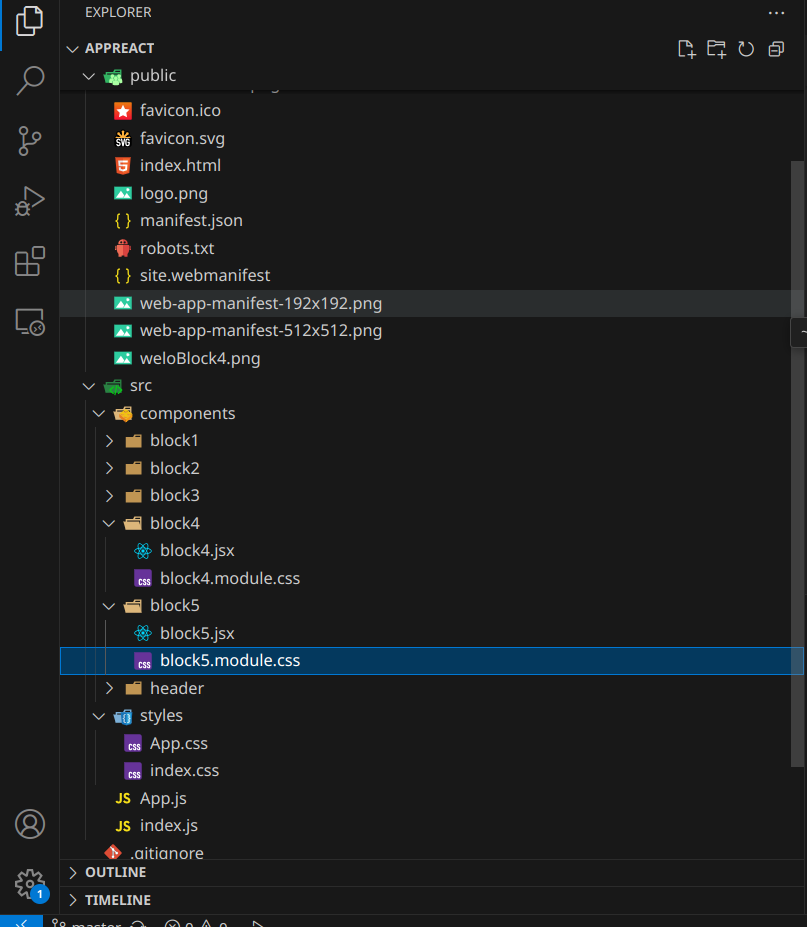 EXPLORER
APPREACT
public
favicon.ico
SVG favicon.svg
index.html
logo.png
{ } manifest.json
robots.txt
{ } site.webmanifest
web-app-manifest-192x192.png
web-app-manifest-512x512.png
weloBlock4.png
src
components
block1
block2
block3
block4
block4.jsx
css block4.module.css
block5
block5.jsx
css block5.module.css
header
styles
css App.css
css index.css
JS App.js
JS index.js
.gitignore
OUTLINE
1
TIMELINE
master 0 0